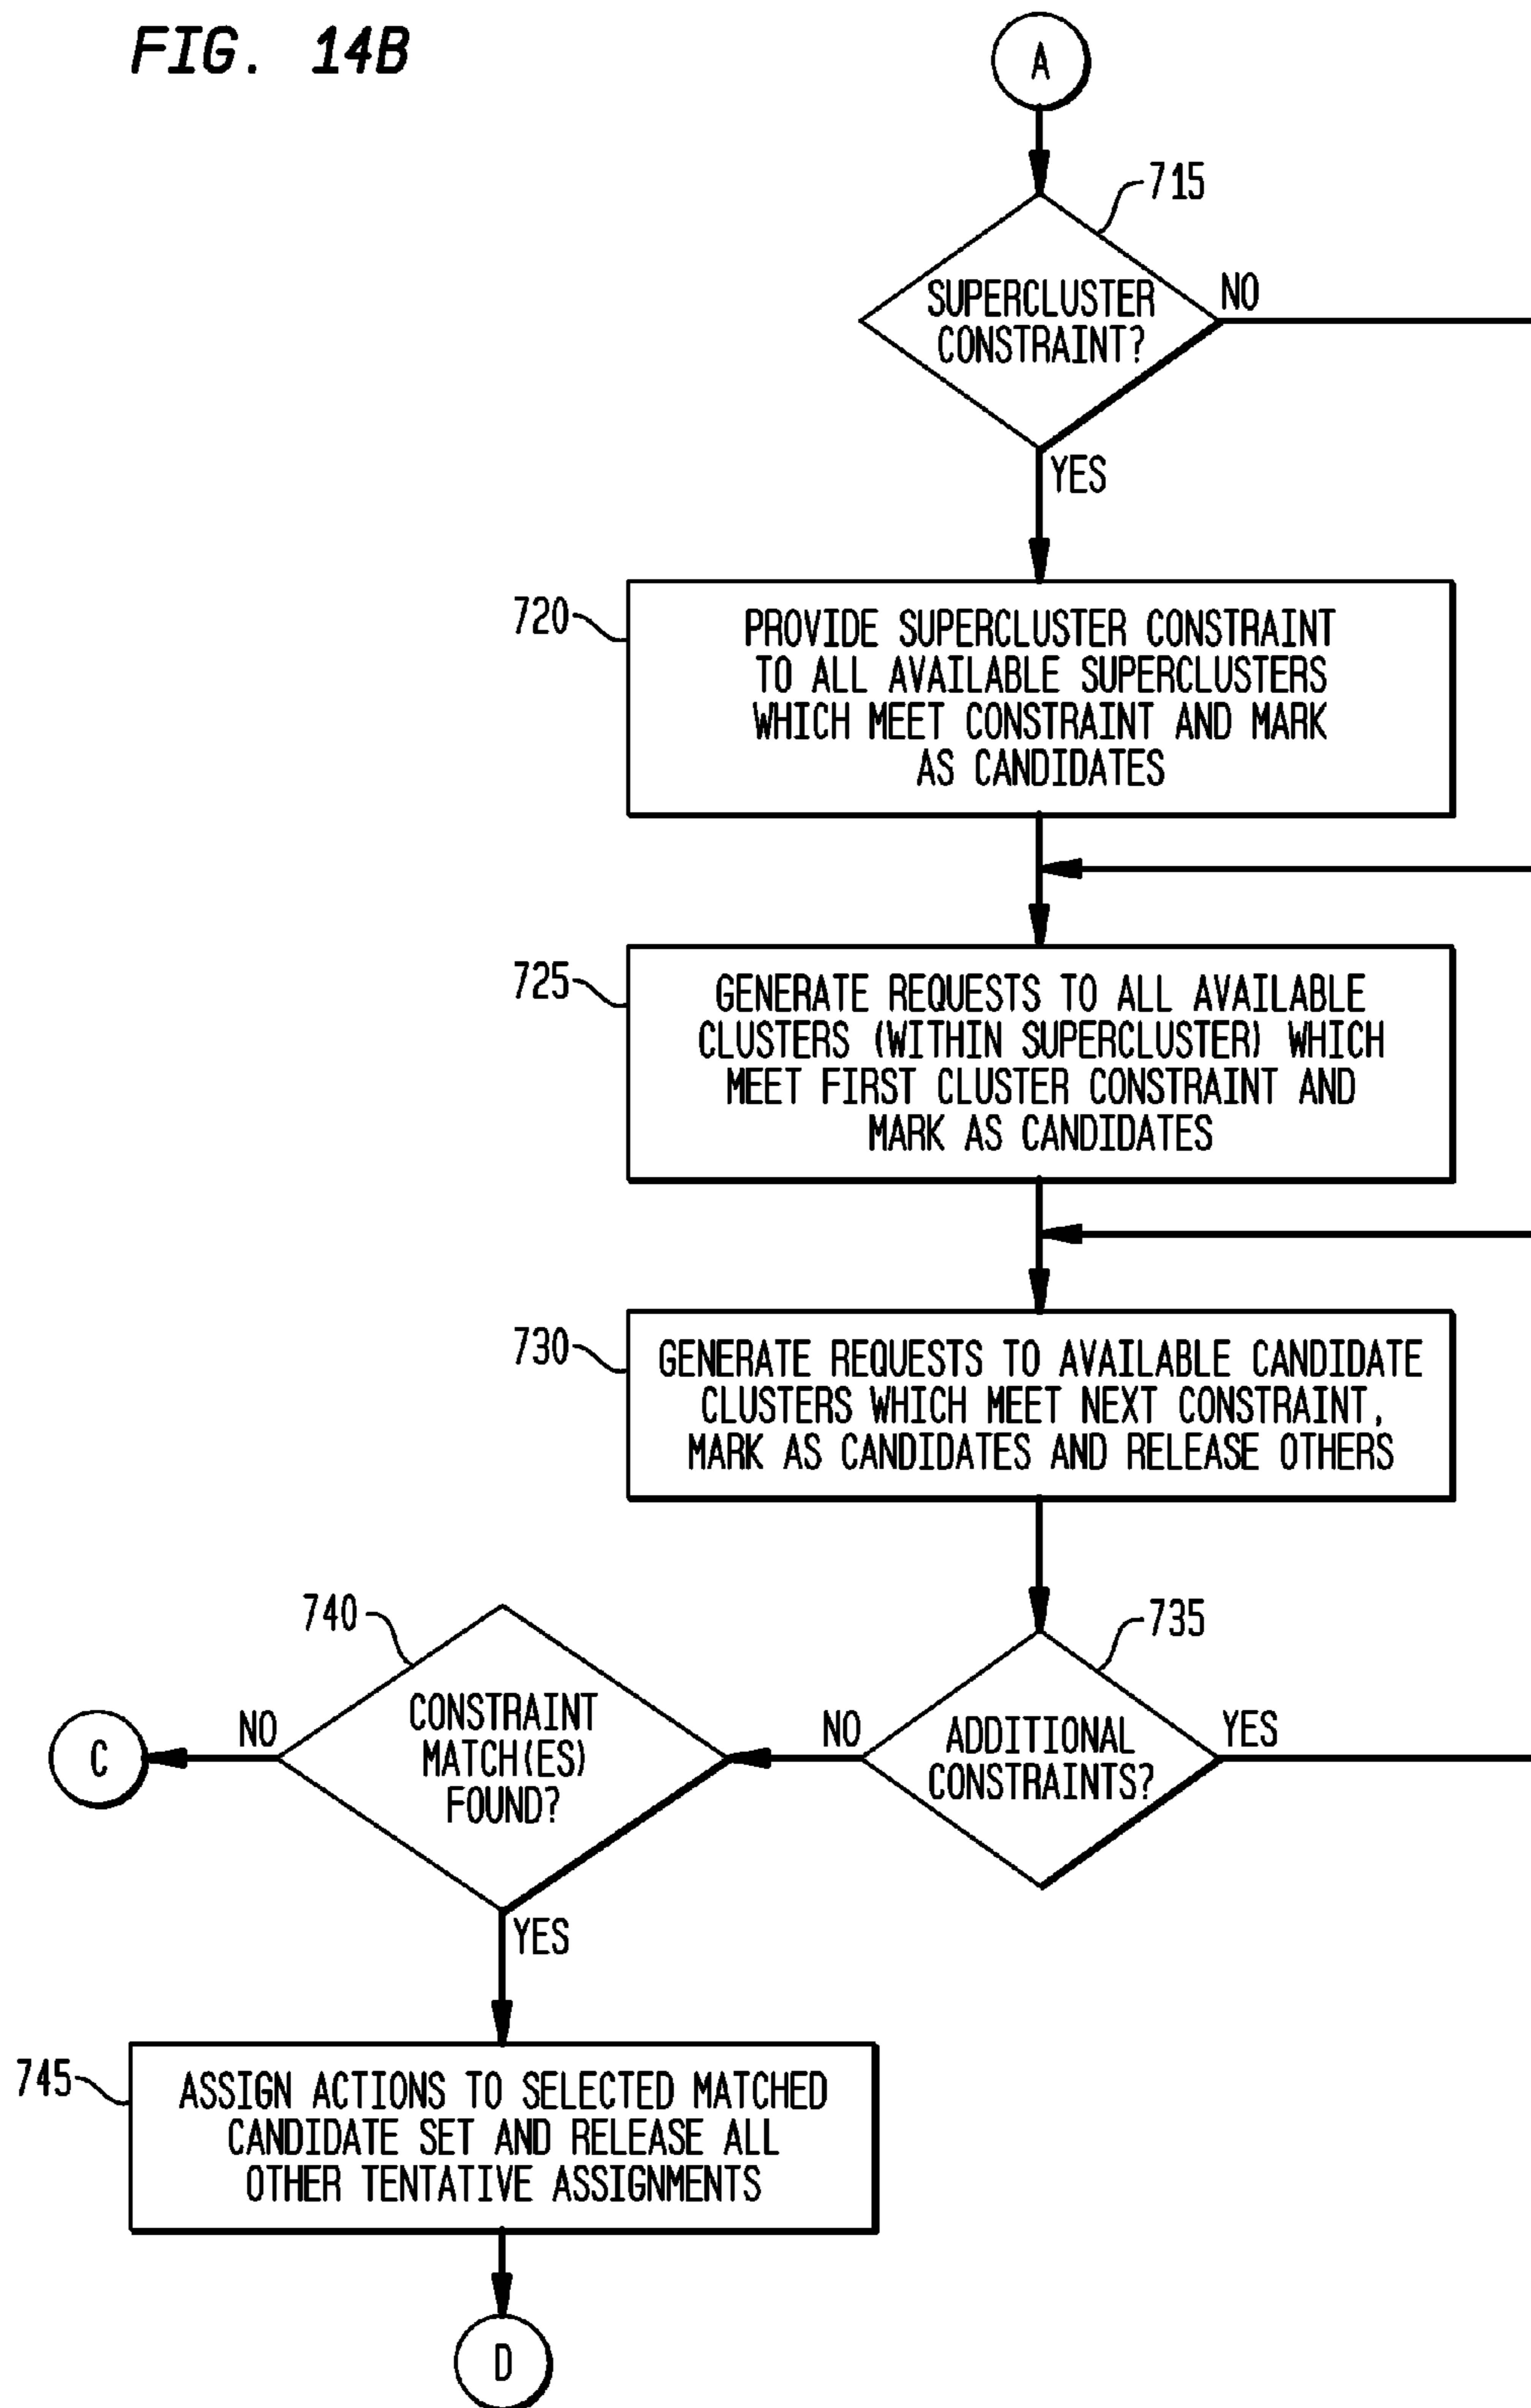 FIG. 14B
A
715
SUPERCLUSTER
CONSTRAINT?
NO
YES
720
PROVIDE SUPERCLUSTER CONSTRAINT
TO ALL AVAILABLE SUPERCLUSTERS
WHICH MEET CONSTRAINT AND MARK
AS CANDIDATES
725
GENERATE REQUESTS TO ALL AVAILABLE
CLUSTERS (WITHIN SUPERCLUSTER) WHICH
MEET FIRST CLUSTER CONSTRAINT AND
MARK AS CANDIDATES
730
GENERATE REQUESTS TO AVAILABLE CANDIDATE
CLUSTERS WHICH MEET NEXT CONSTRAINT,
MARK AS CANDIDATES AND RELEASE OTHERS
735
ADDITIONAL
CONSTRAINTS?
YES
NO
740
CONSTRAINT
MATCH(ES)
FOUND?
NO
C
YES
745
ASSIGN ACTIONS TO SELECTED MATCHED
CANDIDATE SET AND RELEASE ALL
OTHER TENTATIVE ASSIGNMENTS
D